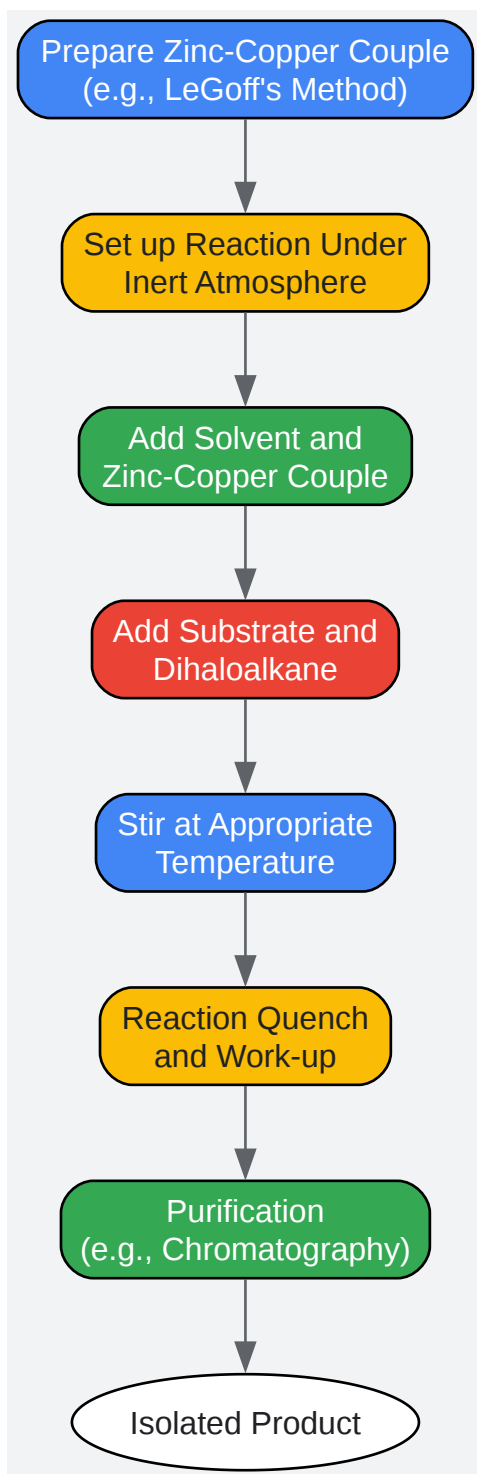 Prepare Zinc-Copper Couple
(e.g., LeGoff's Method)
Set up Reaction Under
Inert Atmosphere
Add Solvent and
Zinc-Copper Couple
Add Substrate and
Dihaloalkane
Stir at Appropriate
Temperature
Reaction Quench
and Work-up
Purification
(e.g., Chromatography)
Isolated Product